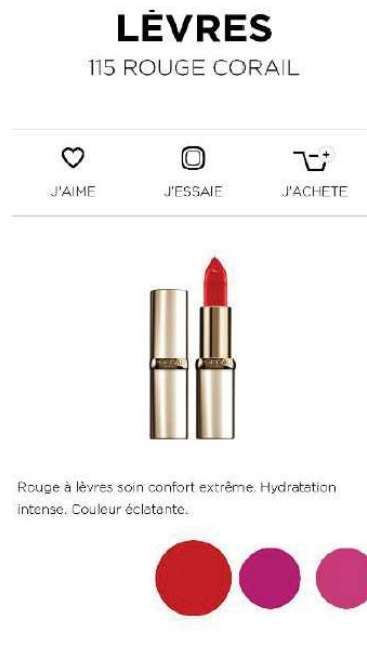 LÈVRES
115 ROUGE CORAIL
J'AIME
J'ESSAIE
J'ACHETE
Rouge à lèvres soin confort extrême. Hydratation
intense. Couleur éclatante.